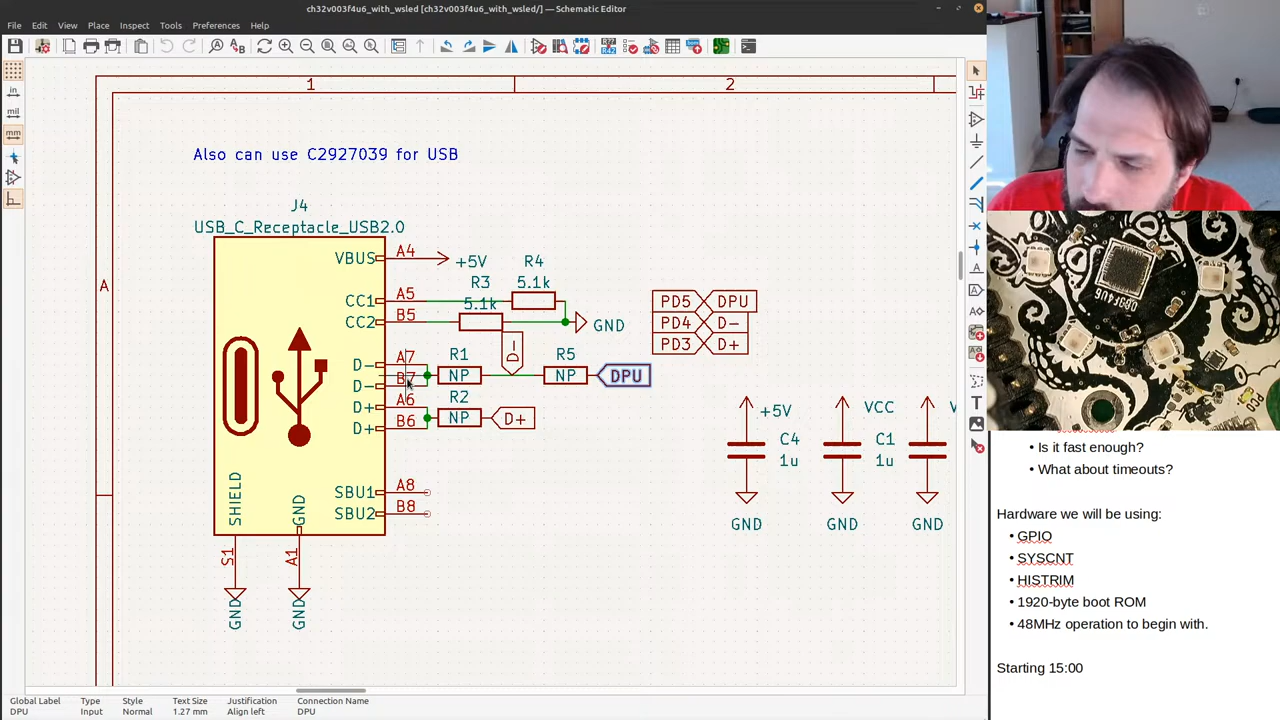 ch32v003f4u6_with_wsled [ch32v003f4u6_with_wsled/] — Schematic Editor
File Edit View Place Inspect Tools Preferences Help
in
mil
mm
1 2
A
Also can use C2927039 for USB
J4
USB_C_Receptacle_USB2.0
VBUS A4 +5V
CC1 A5
CC2 B5
R3
5.1k
R4
5.1k
GND
D− A7
D− B7
D+ A6
D+ B6
R1
NP
D−
R5
NP
DPU
R2
NP
D+
SBU1 A8
SBU2 B8
SHIELD
GND
S1
A1
GND
GND
PD5 DPU
PD4 D−
PD3 D+
+5V
C4
1u
GND
VCC
C1
1u
GND
GND
• Is it fast enough?
• What about timeouts?
Hardware we will be using:
• GPIO
• SYSCNT
• HISTRIM
• 1920-byte boot ROM
• 48MHz operation to begin with.
Starting 15:00
Global Label Type Style Text Size Justification Connection Name
DPU Input Normal 1.27 mm Align left DPU